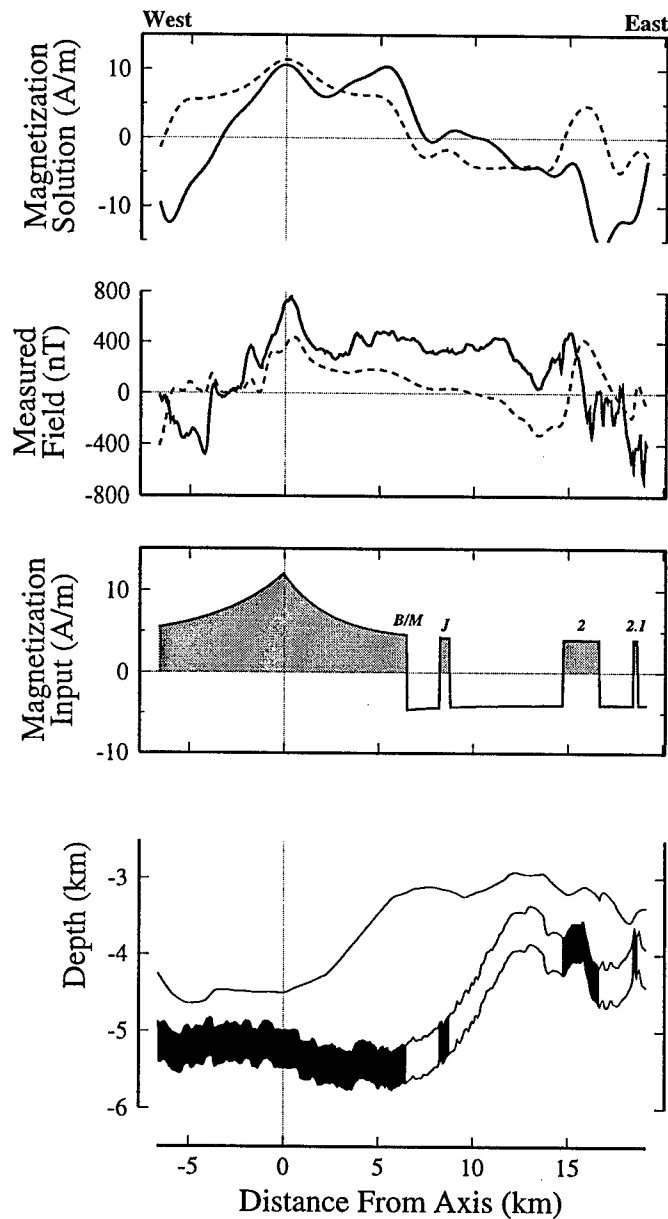 West East
Magnetization
Solution (A/m)
10
0
-10
Measured
Field (nT)
800
400
0
-400
-800
Magnetization
Input (A/m)
10
0
-10
B/M J 2 2.1
Depth (km)
-3
-4
-5
-6
-5 0 5 10 15
Distance From Axis (km)